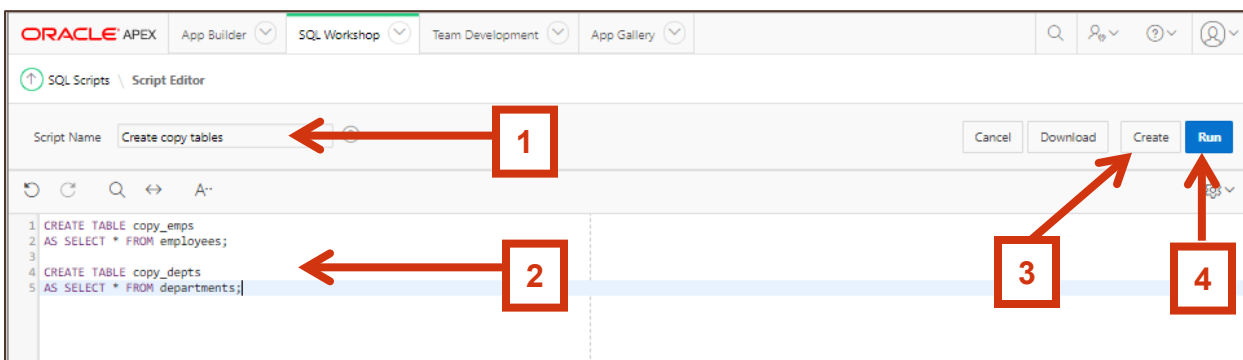 ORACLE APEX App Builder SQL Workshop Team Development App Gallery
SQL Scripts \ Script Editor
Script Name Create copy tables 1 Cancel Download Create Run
A··
1 CREATE TABLE copy_emps
2 AS SELECT * FROM employees;
3
4 CREATE TABLE copy_depts
5 AS SELECT * FROM departments;
2
3
4